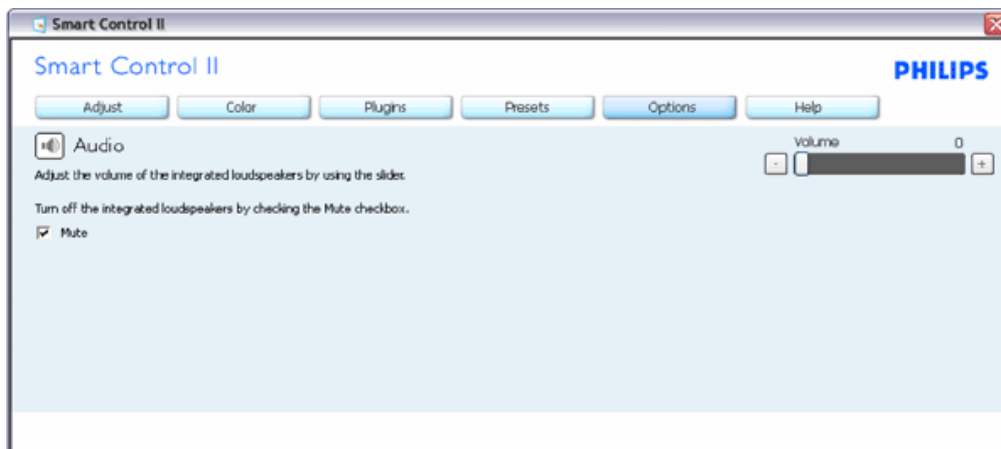 Smart Control II
Smart Control II
PHILIPS
Adjust Color Plugins Presets Options Help
Audio
Volume 0
- +
Adjust the volume of the integrated loudspeakers by using the slider.
Turn off the integrated loudspeakers by checking the Mute checkbox.
Mute